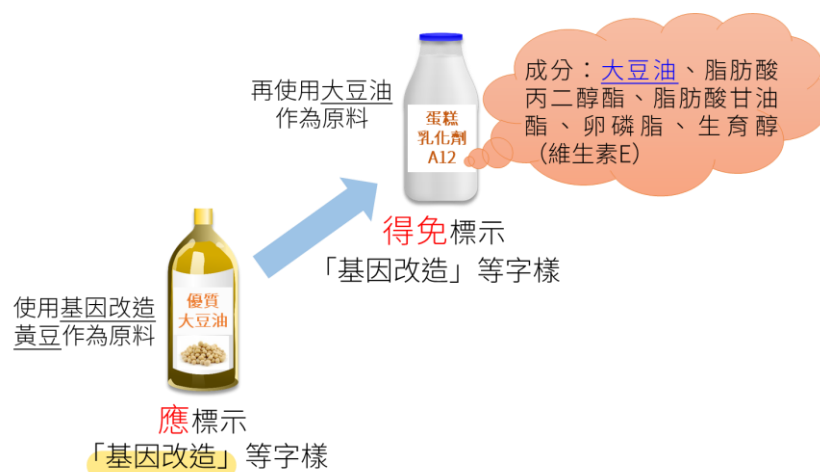 再使用大豆油
作為原料
蛋糕
乳化劑
A12
成分：大豆油、脂肪酸
丙二醇酯、脂肪酸甘油
酯、卵磷脂、生育醇
（維生素E）
得免標示
「基因改造」等字樣
使用基因改造
黃豆作為原料
優質
大豆油
應標示
「基因改造」等字樣